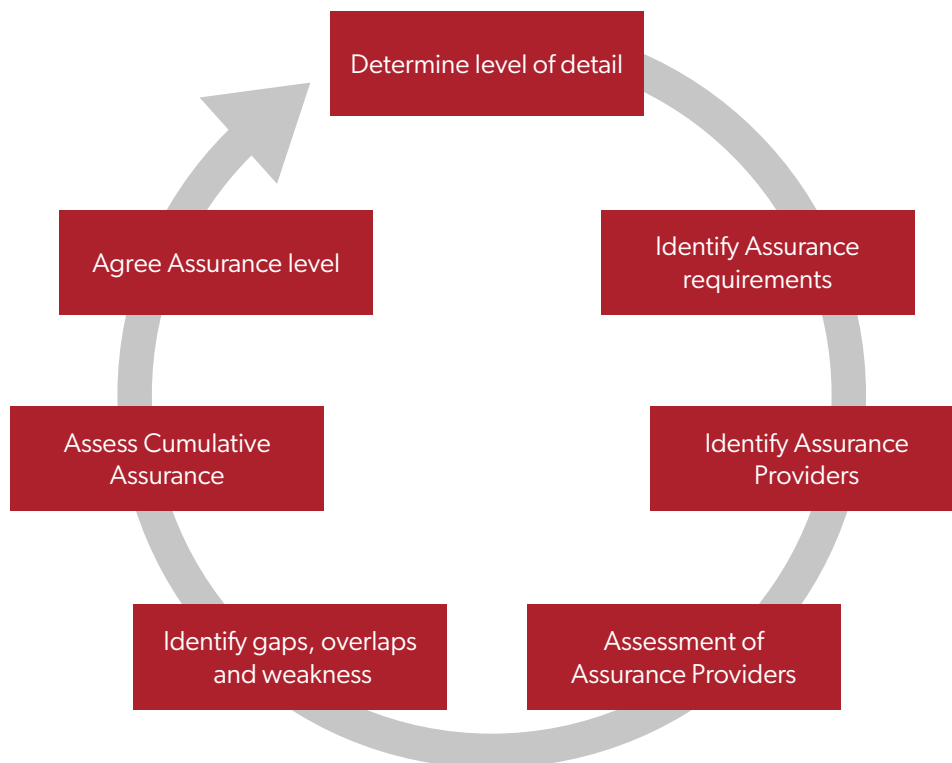 Determine level of detail
Identify Assurance
requirements
Identify Assurance
Providers
Assessment of
Assurance Providers
Identify gaps, overlaps
and weakness
Assess Cumulative
Assurance
Agree Assurance level